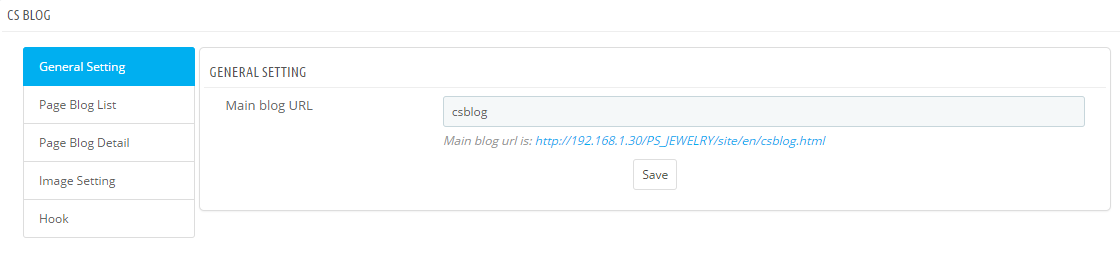 CS BLOG
General Setting
Page Blog List
Page Blog Detail
Image Setting
Hook
GENERAL SETTING
Main blog URL
csblog
Main blog url is: http://192.168.1.30/PS_JEWELRY/site/en/csblog.html
Save